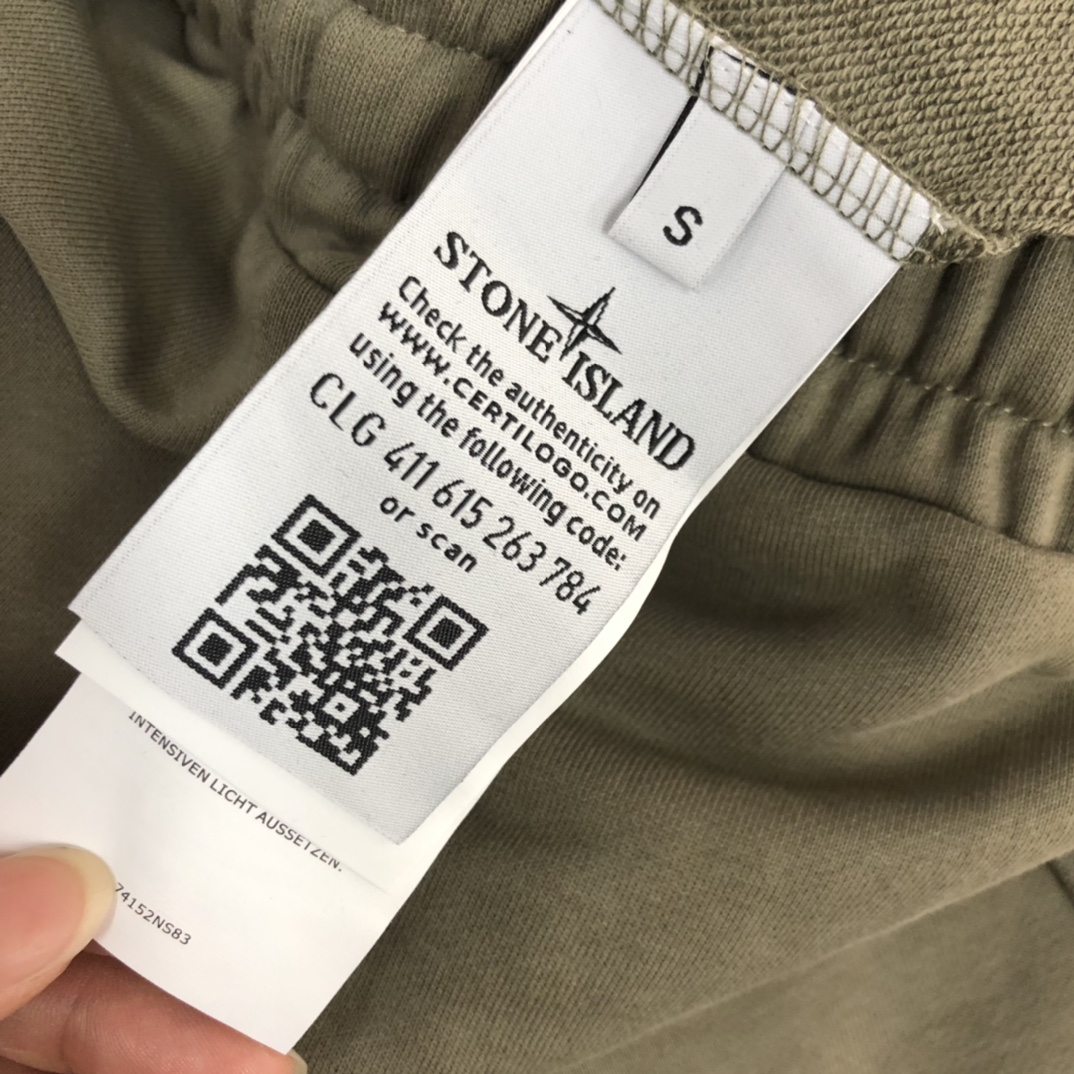 S
STONE ISLAND
Check the authenticity on
WWW.CERTILOGO.COM
using the following code:
CLG 411 615 263 784
or scan
INTENSIVEN LICHT AUSSETZEN.
74152NS83